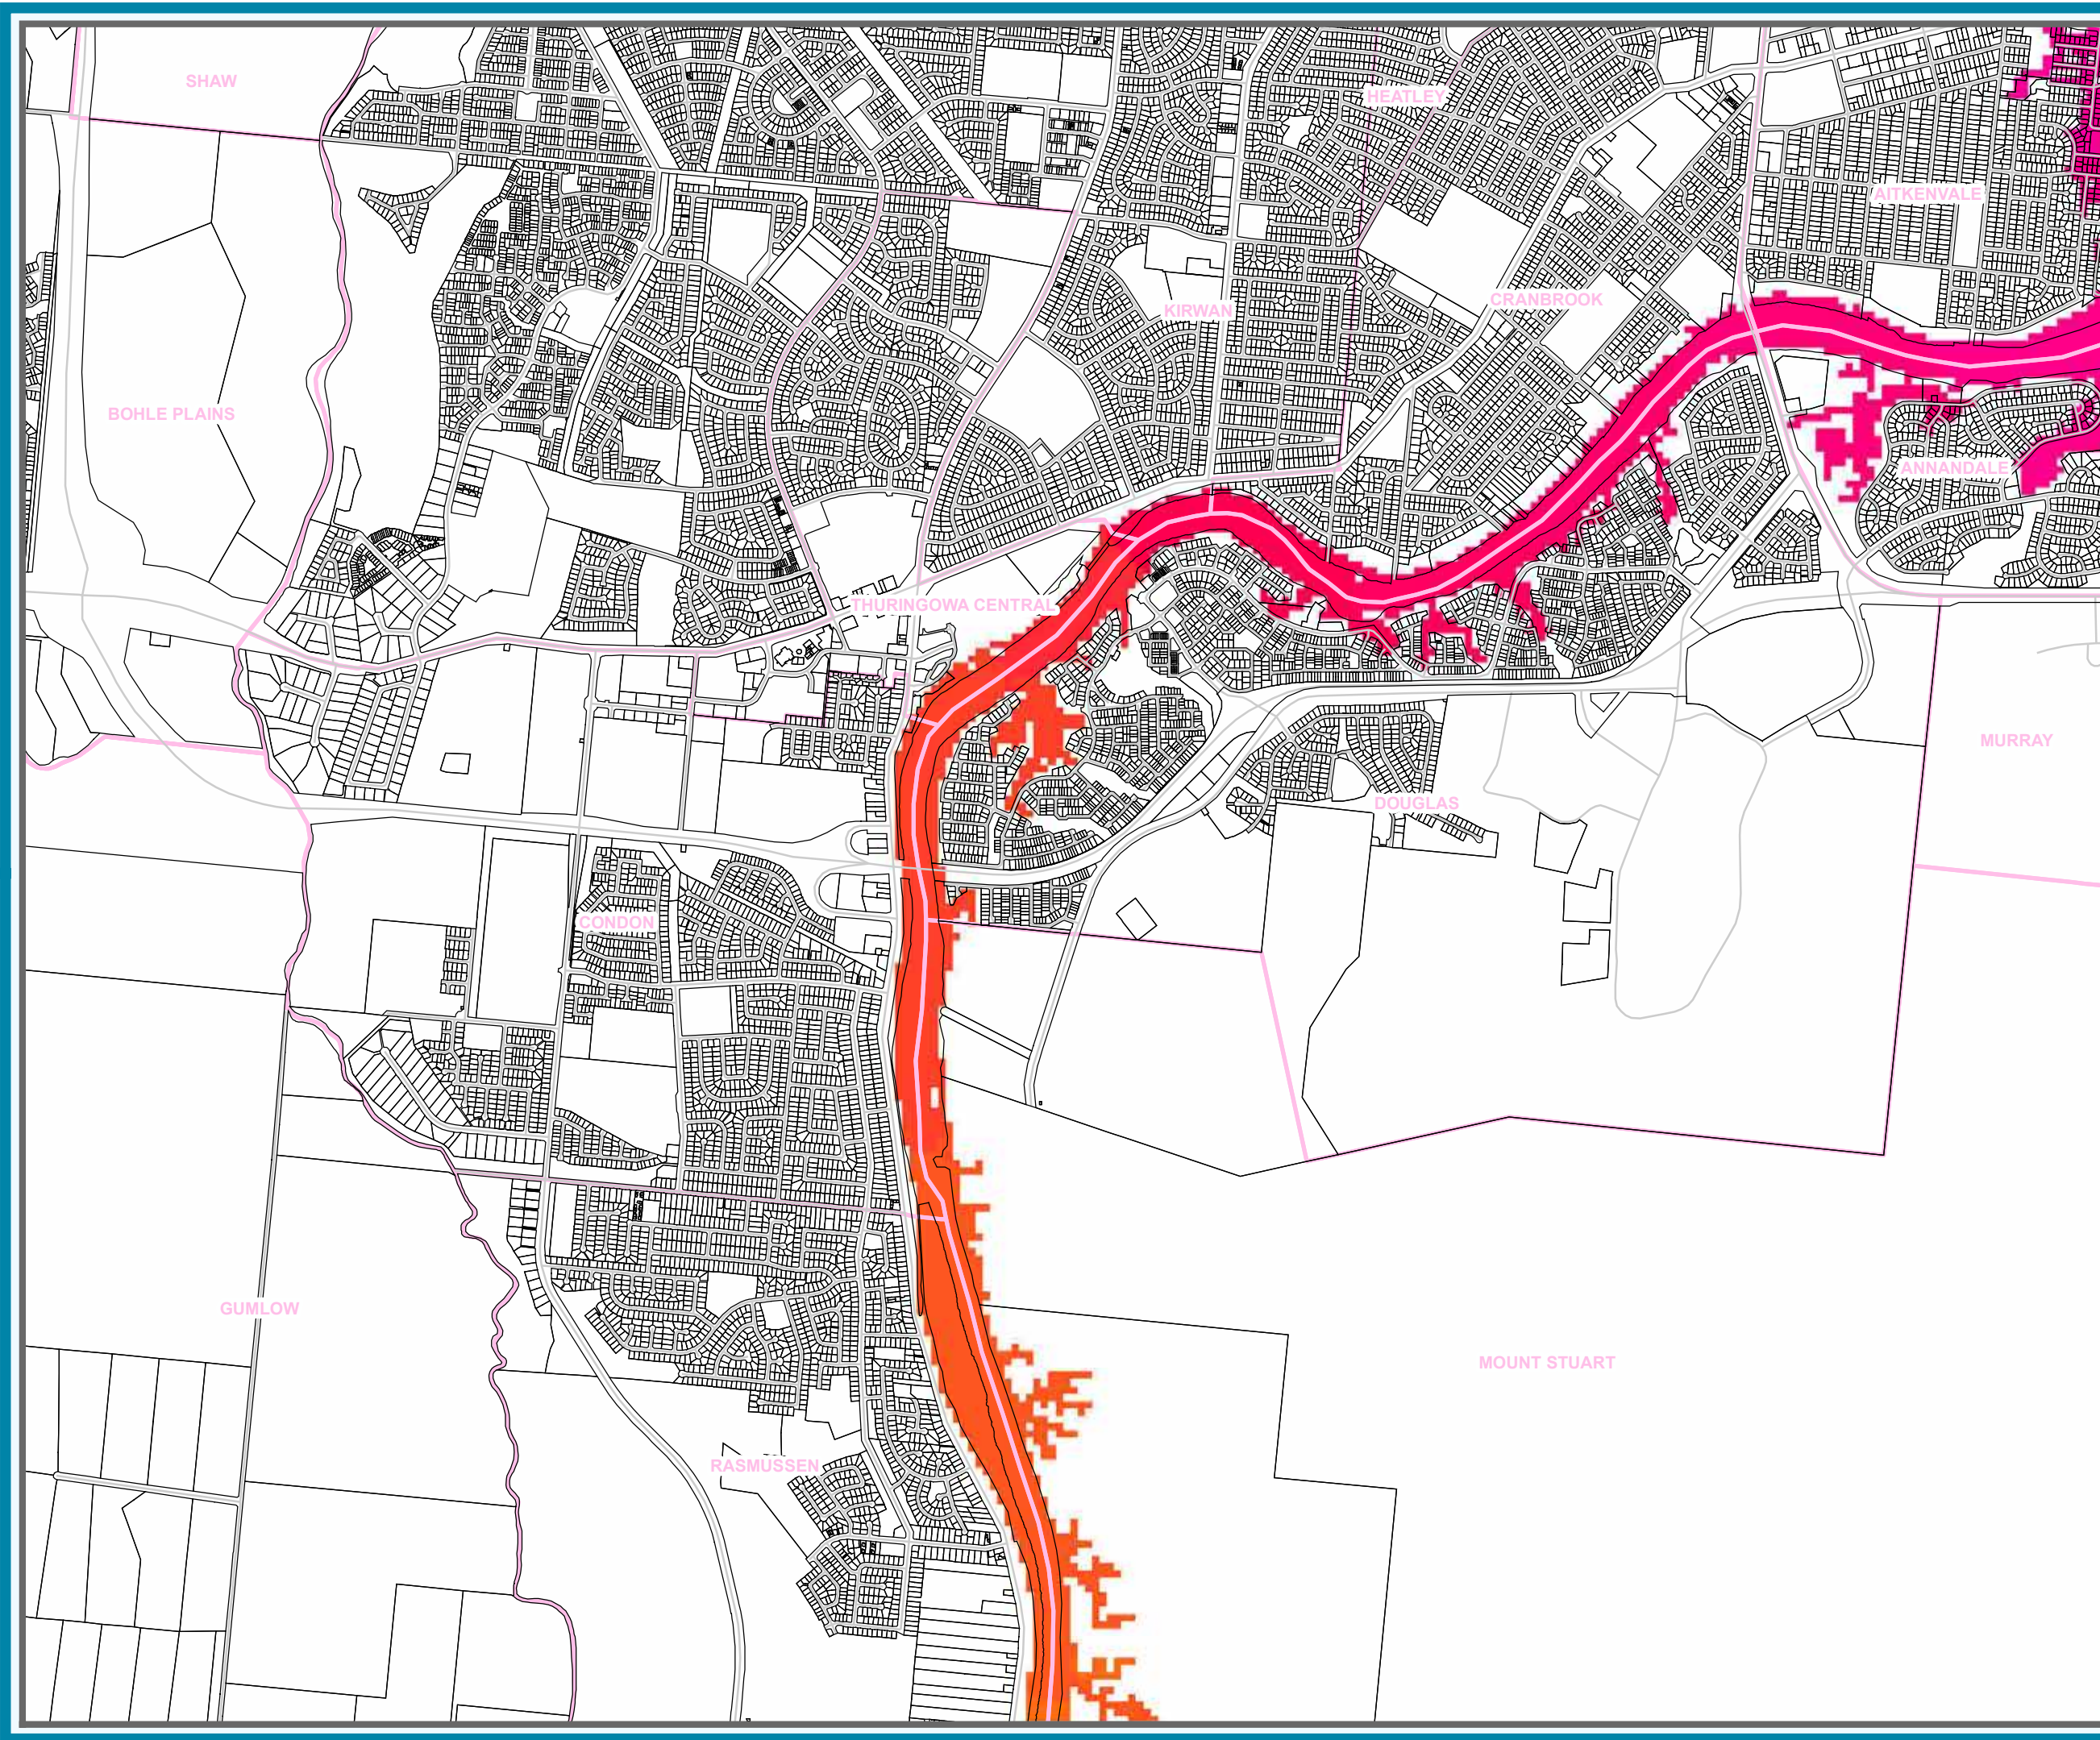 SHAW
HEATLEY
AITKENVALE
CRANBROOK
KIRWAN
BOHLE PLAINS
ANNANDALE
THURINGOWA CENTRAL
MURRAY
DOUGLAS
CONDON
GUMLOW
MOUNT STUART
RASMUSSEN